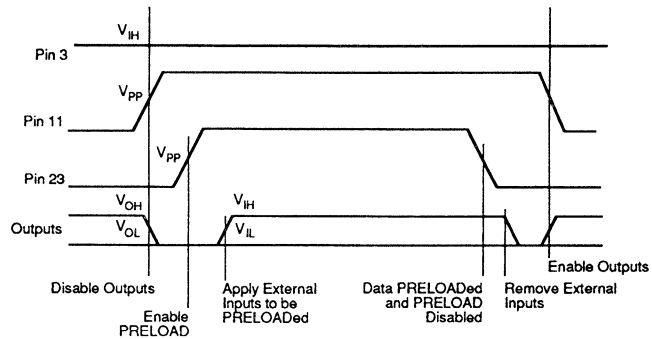 V_IH
Pin 3
V_PP
Pin 11
V_PP
Pin 23
V_OH
V_IH
Outputs
V_OL
V_IL
Enable Outputs
Disable Outputs
Apply External
Inputs to be
PRELOADed
Data PRELOADed
and PRELOAD
Disabled
Remove External
Inputs
Enable
PRELOAD